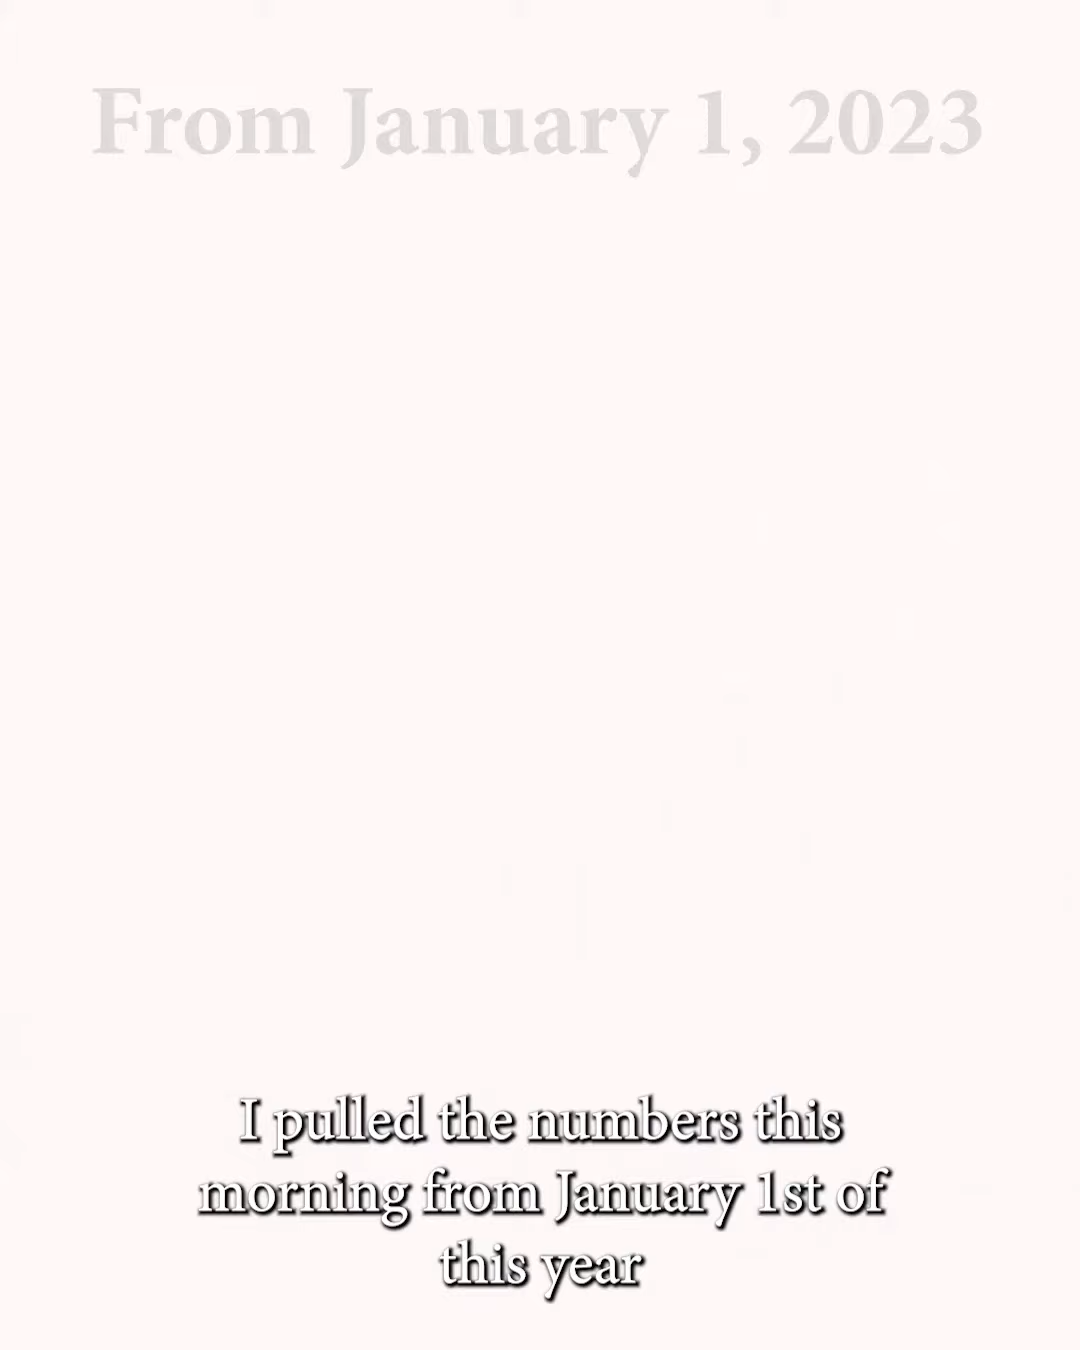 From January 1, 2023
I pulled the numbers this
morning from January 1st of
this year